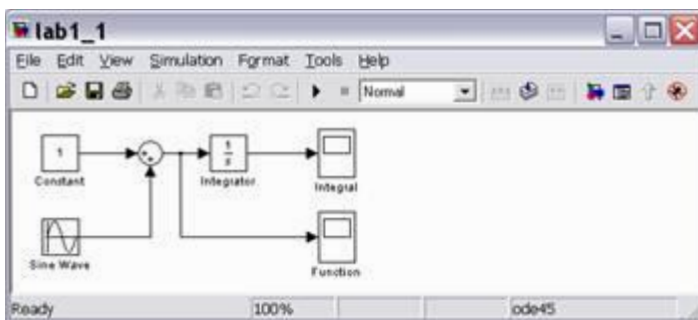 lab1_1
File Edit View Simulation Format Tools Help
Normal
1
Constant
1
s
Integrator
Integral
Sine Wave
Function
Ready 100% ode45